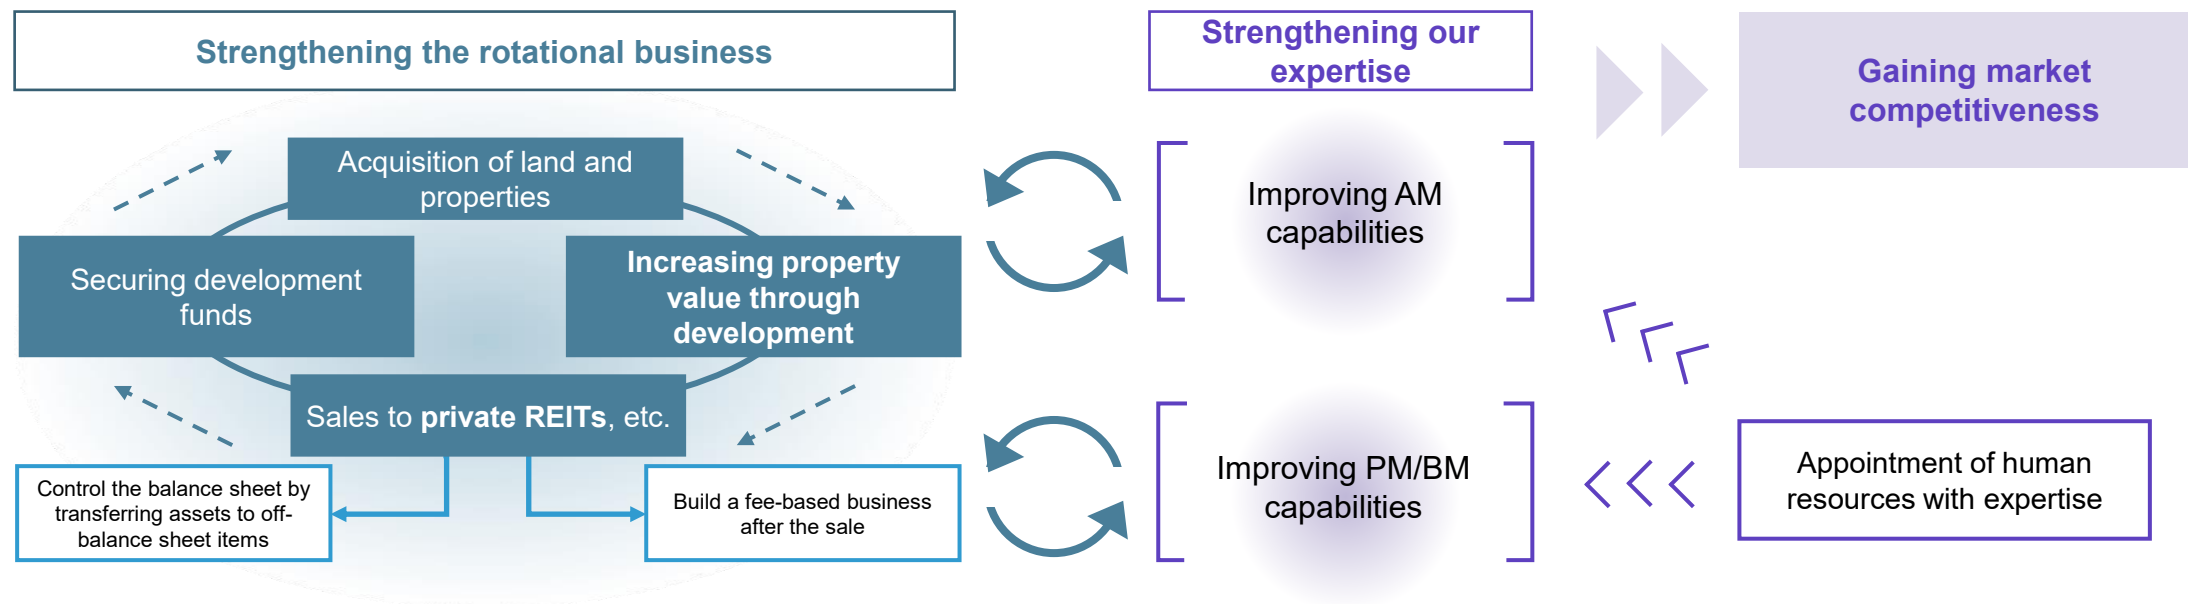 Strengthening the rotational business
Strengthening our
expertise
Gaining market
competitiveness
Acquisition of land and
properties
Securing development
funds
Increasing property
value through
development
Sales to private REITs, etc.
Control the balance sheet by
transferring assets to off-
balance sheet items
Build a fee-based business
after the sale
Improving AM
capabilities
Improving PM/BM
capabilities
Appointment of human
resources with expertise